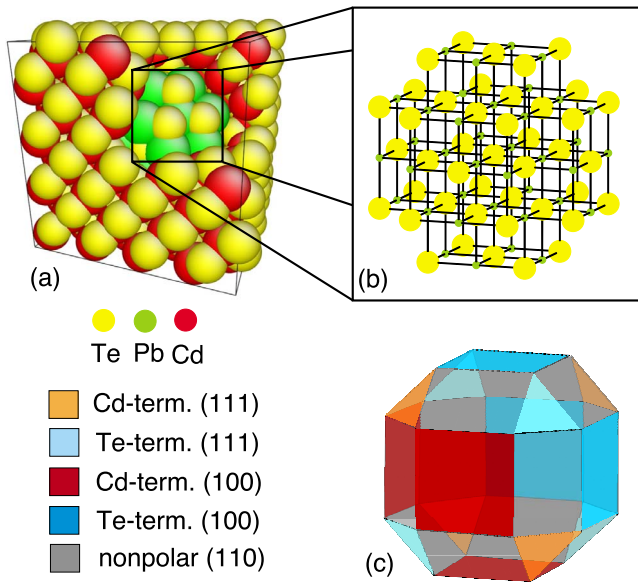 (a)
(b)
Te Pb Cd
Cd-term. (111)
Te-term. (111)
Cd-term. (100)
Te-term. (100)
nonpolar (110)
(c)